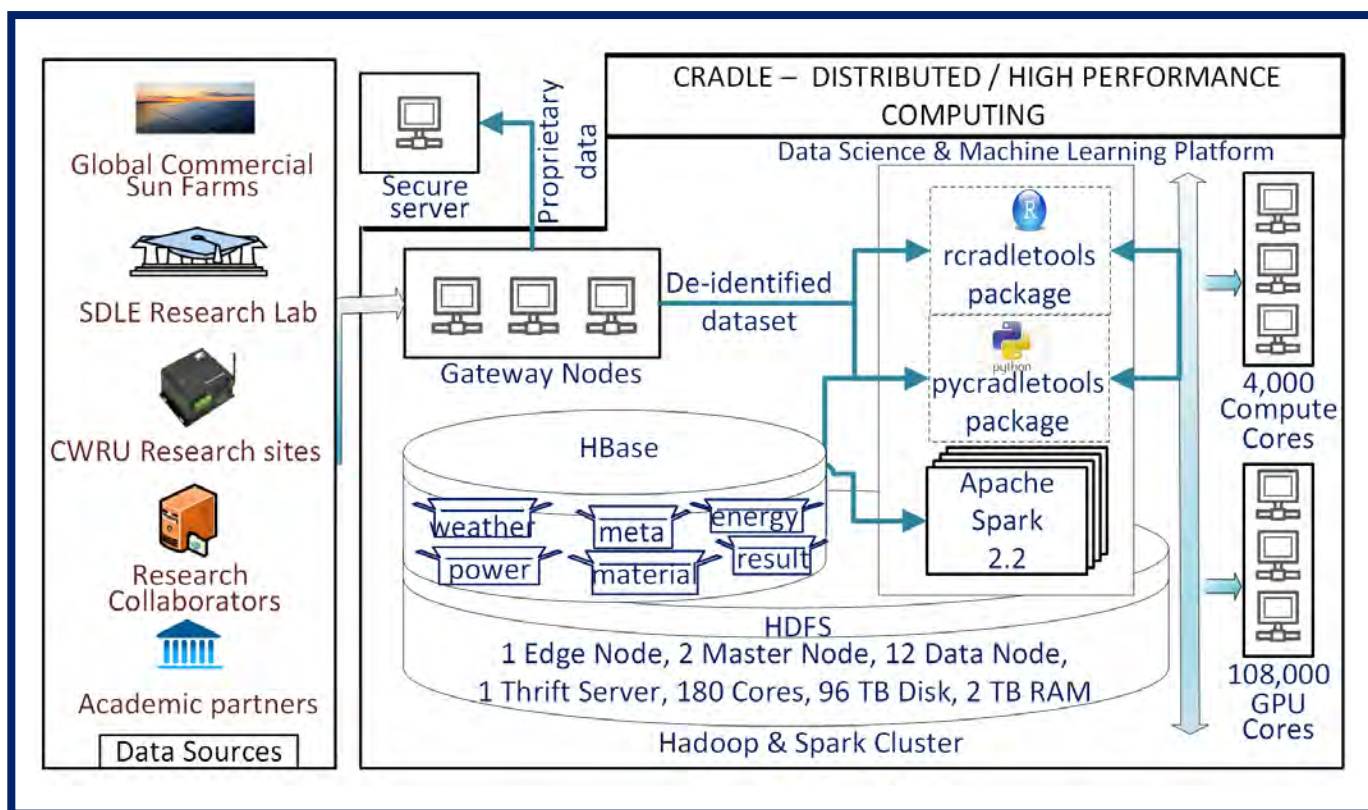 Global Commercial
Sun Farms
SDLE Research Lab
CWRU Research sites
Research
Collaborators
Academic partners
Data Sources
Secure
server
Proprietary
data
CRADLE – DISTRIBUTED / HIGH PERFORMANCE
COMPUTING
Data Science & Machine Learning Platform
Gateway Nodes
De-identified
dataset
R
rcradletools
package
python
pycradletools
package
Apache
Spark
2.2
HBase
weather
meta
energy
power
material
result
HDFS
1 Edge Node, 2 Master Node, 12 Data Node,
1 Thrift Server, 180 Cores, 96 TB Disk, 2 TB RAM
Hadoop & Spark Cluster
4,000
Compute
Cores
108,000
GPU
Cores